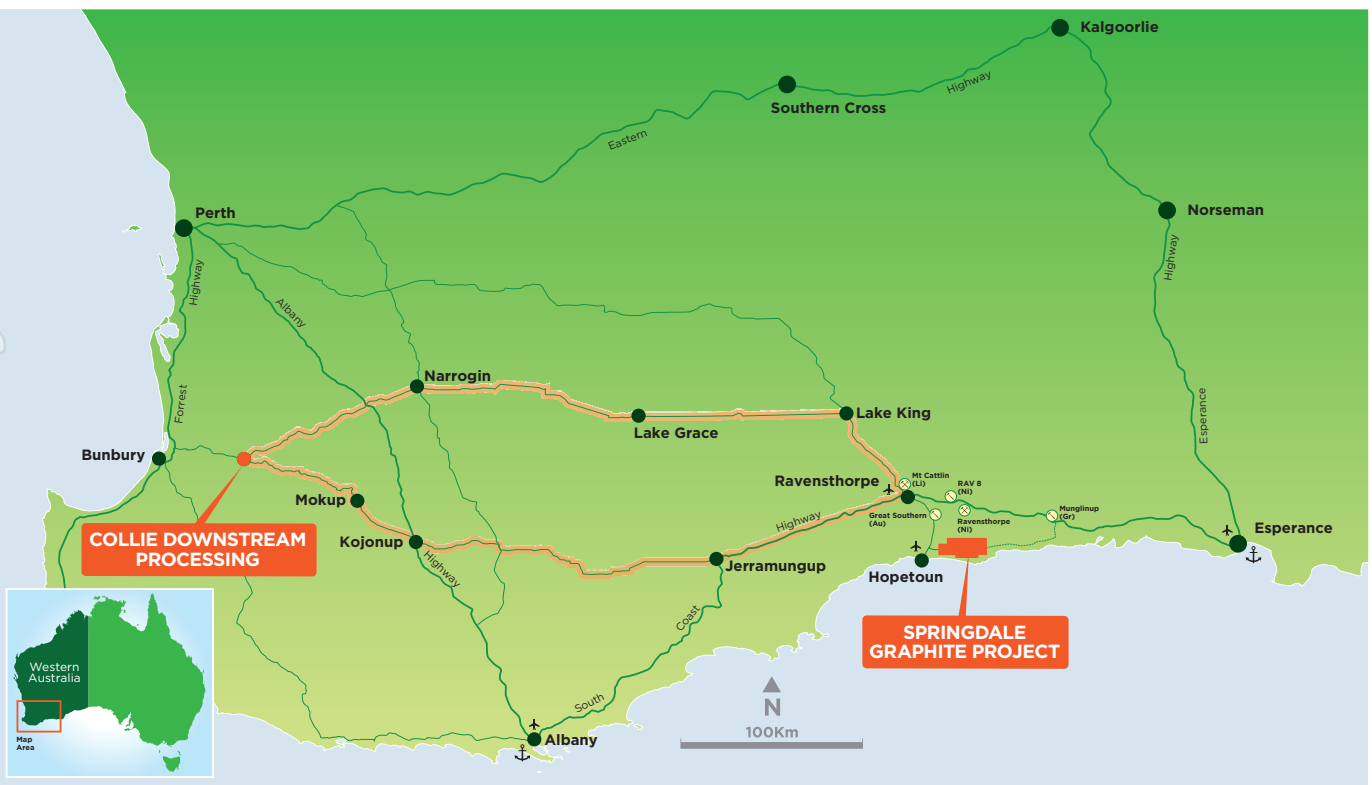 Kalgoorlie
Highway
Southern Cross
Eastern
Perth
Norseman
Highway
Highway
Albany
Narrogin
Forrest
Esperance
Lake King
Lake Grace
Bunbury
Ravensthorpe
Mt Cattlin
(Li)
RAV 8
(Ni)
Mokup
Great Southern
(Au)
Ravensthorpe
(Ni)
Munglinup
(Gr)
Highway
Esperance
COLLIE DOWNSTREAM
PROCESSING
Kojonup
Highway
Jerramungup
Hopetoun
Coast
SPRINGDALE
GRAPHITE PROJECT
Western
Australia
South
N
100Km
Map
Area
Albany